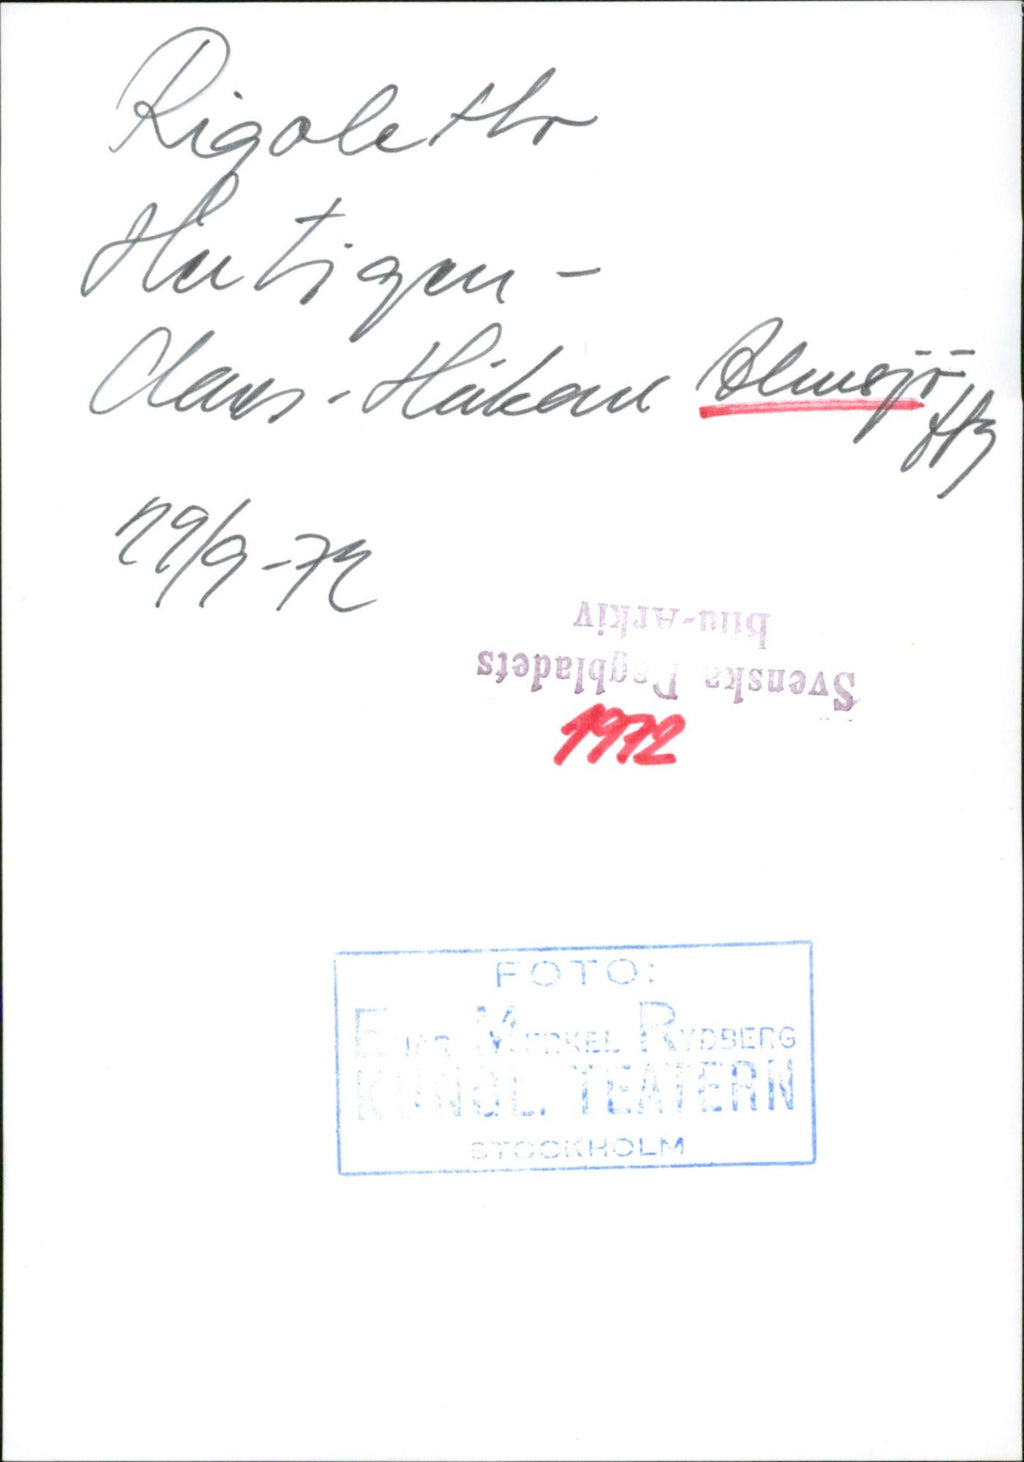 Rigoletto
Hertigen -
Claes-Håkan Ahnsjö
29/9-72
Svenska Dagbladets
Bild-Arkiv
1972
FOTO:
ENAR MERKEL RYDBERG
KUNGL. TEATERN
STOCKHOLM